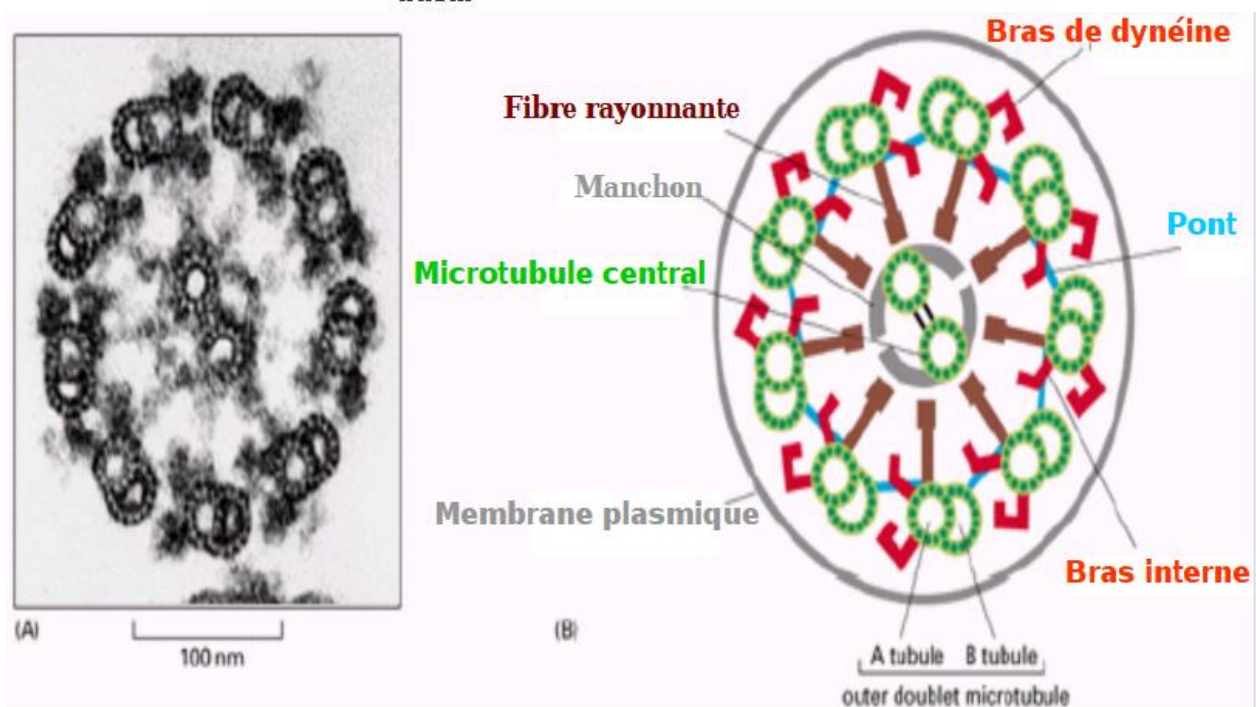 Bras de dynéine
Fibre rayonnante
Manchon
Pont
Microtubule central
Membrane plasmique
Bras interne
(A)
100 nm
(B)
A tubule B tubule
outer doublet microtubule